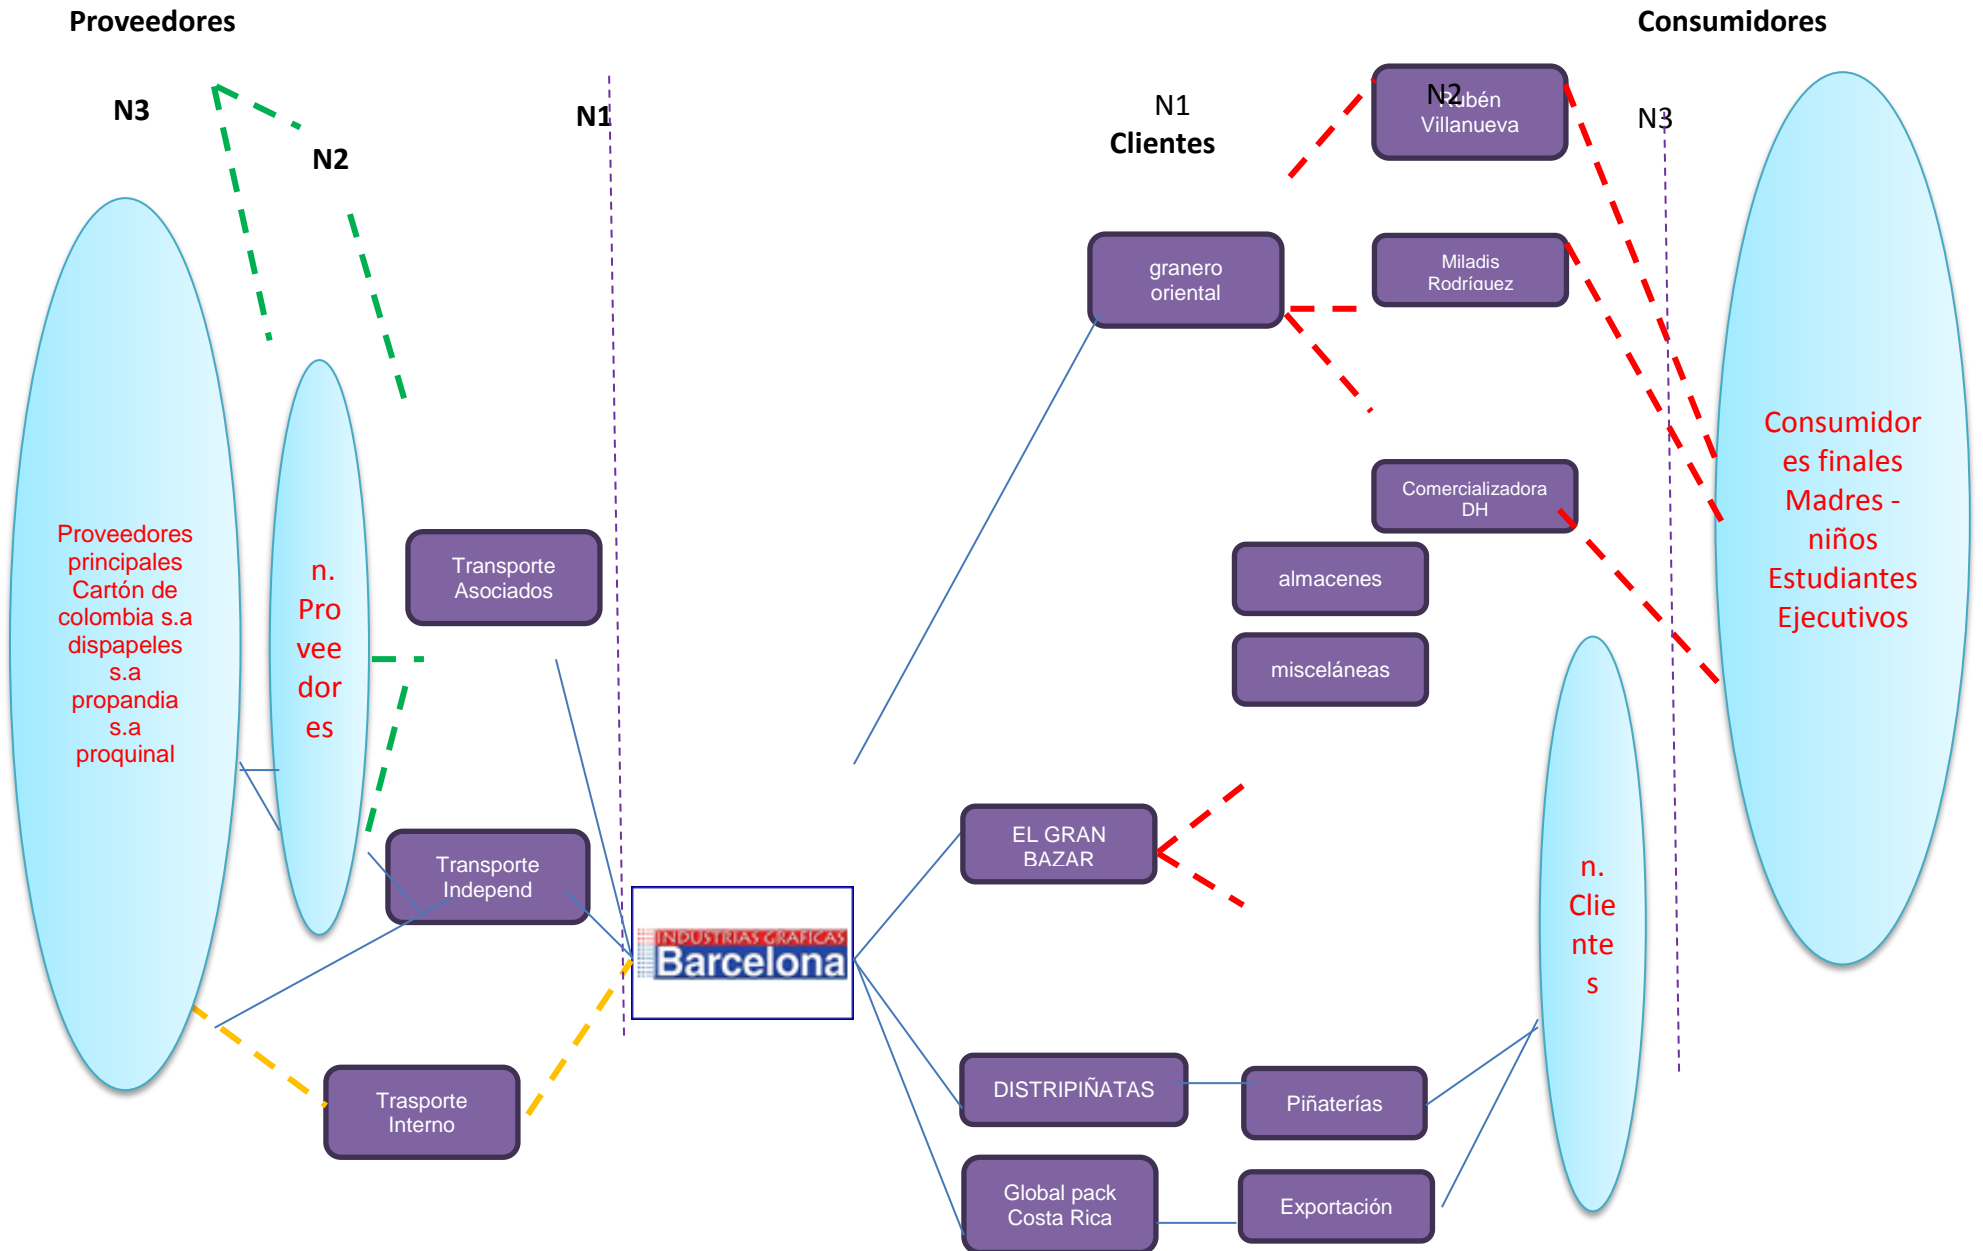 Proveedores
Consumidores
N3
N2
N1
N1
Clientes
N2
N3
Rubén
Villanueva
granero
oriental
Miladis
Rodríguez
Comercializadora
DH
almacenes
misceláneas
Consumidor
es finales
Madres -
niños
Estudiantes
Ejecutivos
Proveedores
principales
Cartón de
colombia s.a
dispapeles
s.a
propandia
s.a
proquinal
n.
Pro
vee
dor
es
Transporte
Asociados
Transporte
Independ
Trasporte
Interno
INDUSTRIAS GRAFICAS
Barcelona
EL GRAN
BAZAR
DISTRIPIÑATAS
Piñaterías
Global pack
Costa Rica
Exportación
n.
Clie
nte
s